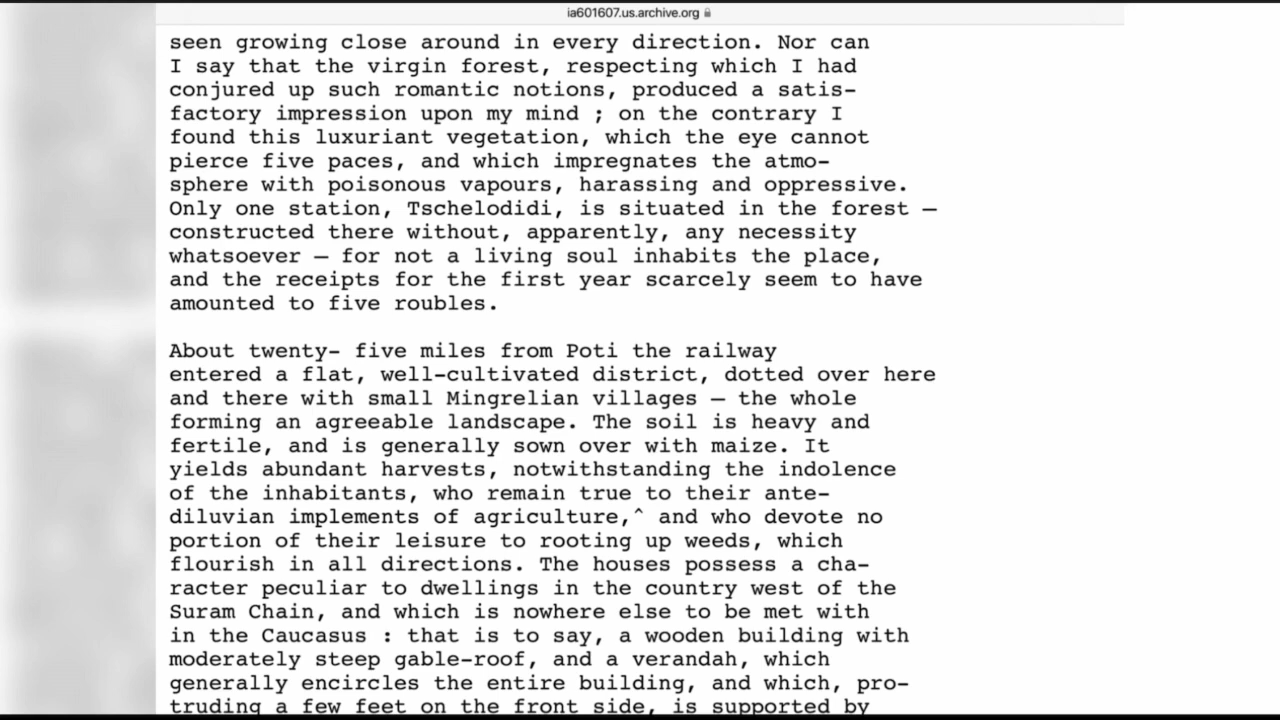 ia601607.us.archive.org
seen growing close around in every direction. Nor can
I say that the virgin forest, respecting which I had
conjured up such romantic notions, produced a satis-
factory impression upon my mind ; on the contrary I
found this luxuriant vegetation, which the eye cannot
pierce five paces, and which impregnates the atmo-
sphere with poisonous vapours, harassing and oppressive.
Only one station, Tschelodidi, is situated in the forest —
constructed there without, apparently, any necessity
whatsoever — for not a living soul inhabits the place,
and the receipts for the first year scarcely seem to have
amounted to five roubles.
About twenty- five miles from Poti the railway
entered a flat, well-cultivated district, dotted over here
and there with small Mingrelian villages — the whole
forming an agreeable landscape. The soil is heavy and
fertile, and is generally sown over with maize. It
yields abundant harvests, notwithstanding the indolence
of the inhabitants, who remain true to their ante-
diluvian implements of agriculture,^ and who devote no
portion of their leisure to rooting up weeds, which
flourish in all directions. The houses possess a cha-
racter peculiar to dwellings in the country west of the
Suram Chain, and which is nowhere else to be met with
in the Caucasus : that is to say, a wooden building with
moderately steep gable-roof, and a verandah, which
generally encircles the entire building, and which, pro-
truding a few feet on the front side, is supported by